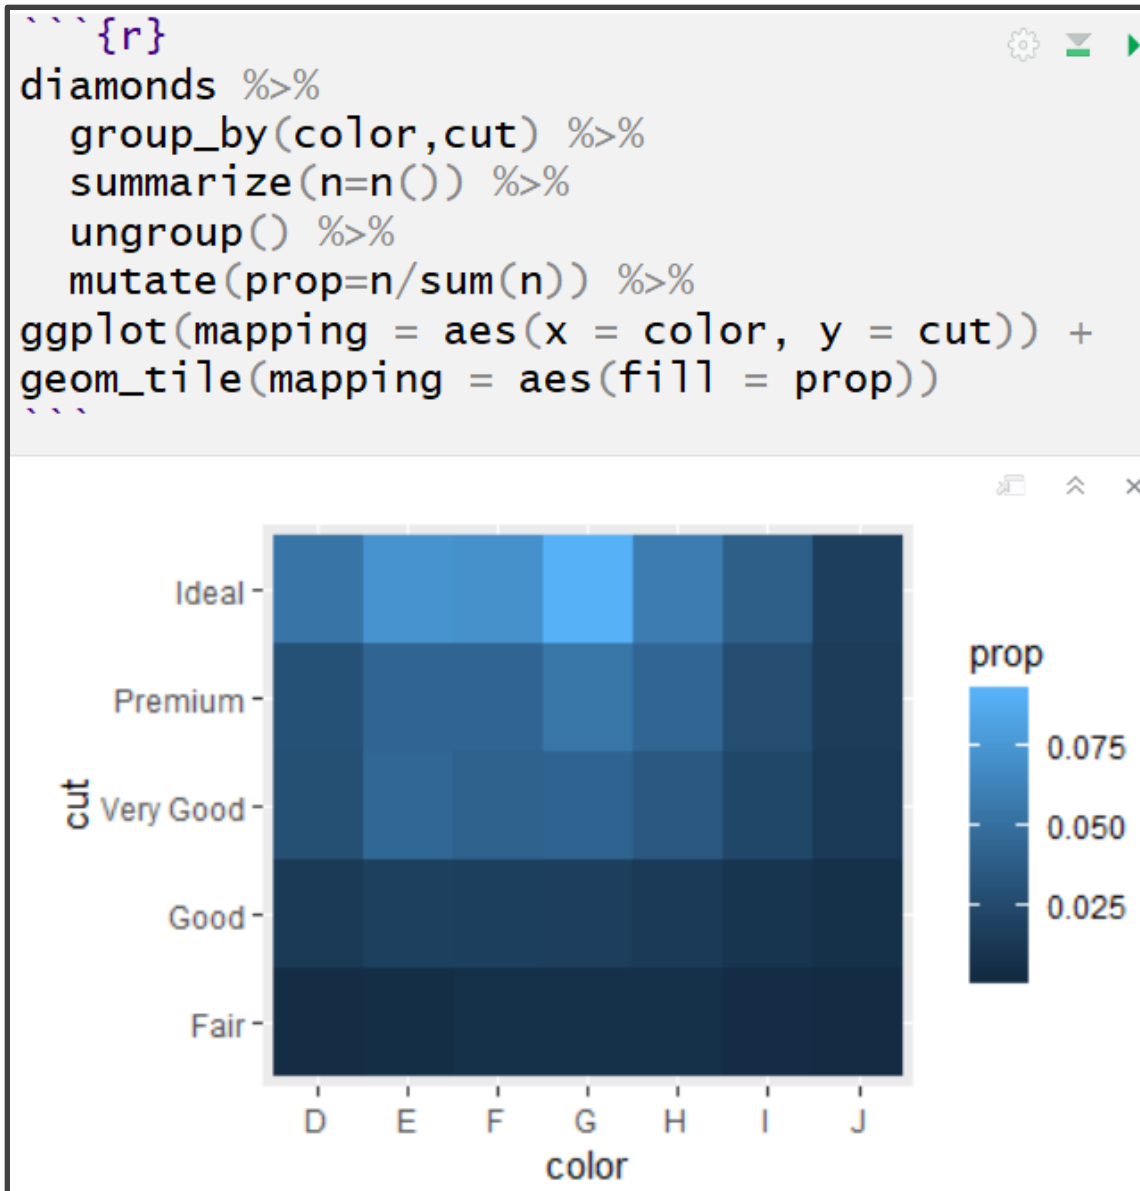 ```{r}
diamonds %>%
  group_by(color,cut) %>%
  summarize(n=n()) %>%
  ungroup() %>%
  mutate(prop=n/sum(n)) %>%
ggplot(mapping = aes(x = color, y = cut)) +
geom_tile(mapping = aes(fill = prop))
```
Ideal
Premium
Very Good
Good
Fair
cut
D E F G H I J
color
prop
0.075
0.050
0.025